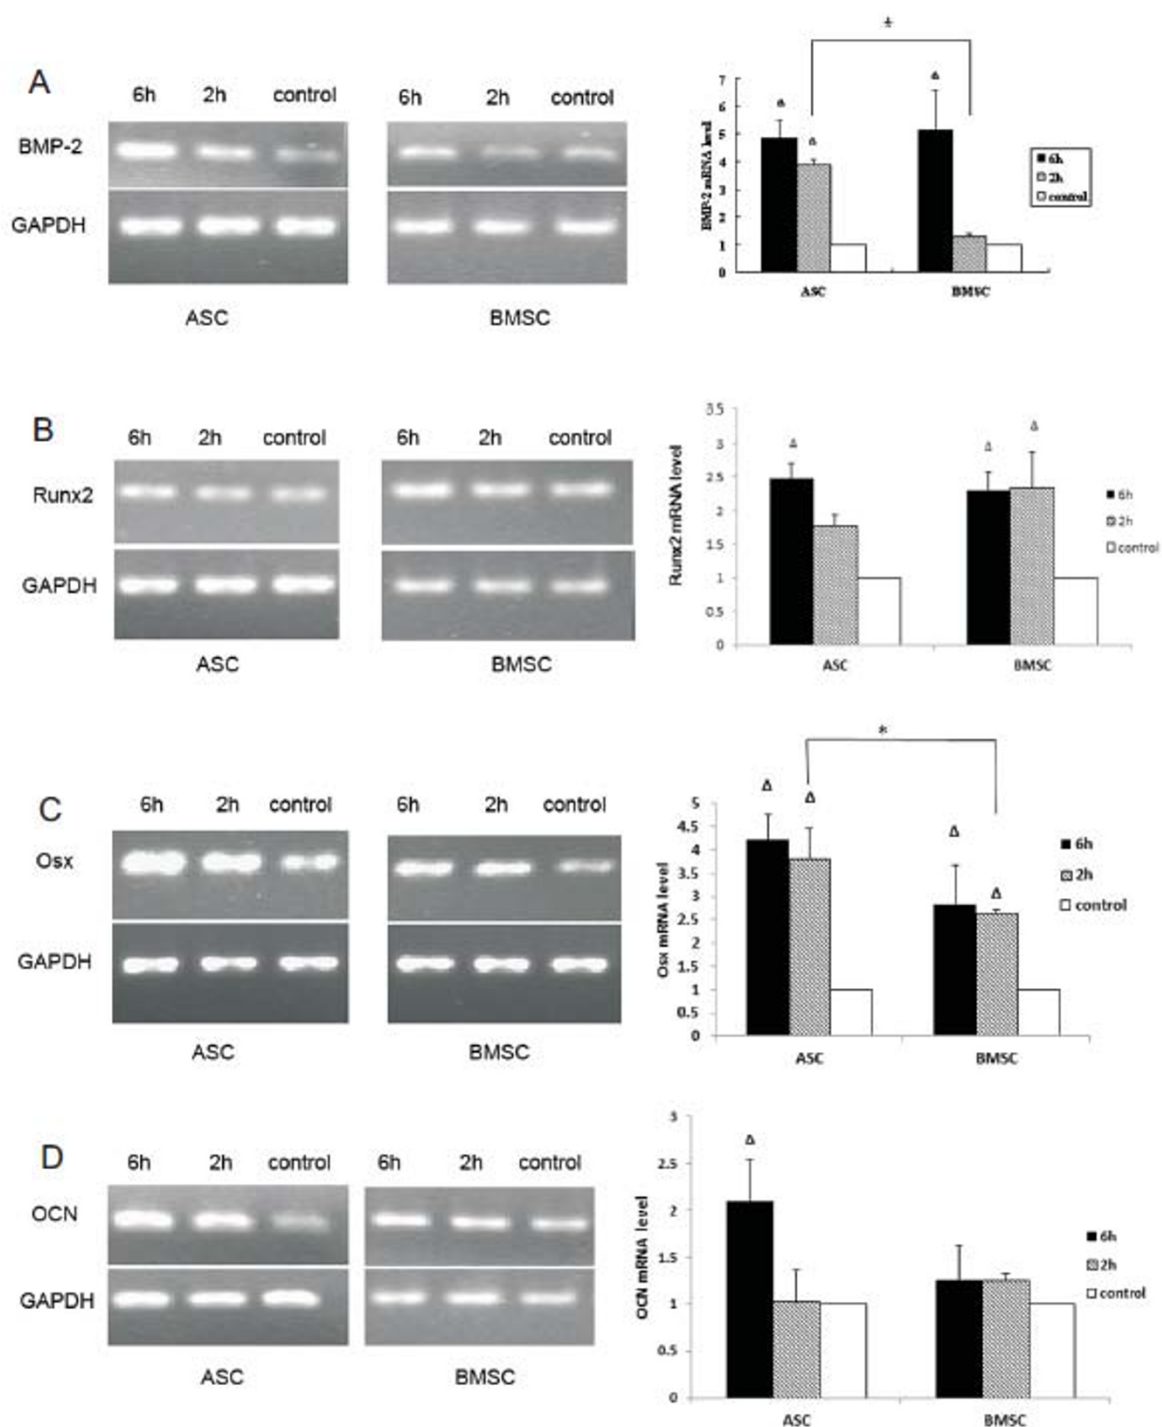 A
6h 2h control
6h 2h control
BMP-2
GAPDH
ASC
BMSC
*
Δ
Δ
Δ
BMP-2 mRNA level
7
6
5
4
3
2
1
0
ASC
BMSC
6h
2h
control
B
6h 2h control
6h 2h control
Runx2
GAPDH
ASC
BMSC
Δ
Δ
Δ
Runx2 mRNA level
3.5
3
2.5
2
1.5
1
0.5
0
ASC
BMSC
6h
2h
control
C
6h 2h control
6h 2h control
Osx
GAPDH
ASC
BMSC
*
Δ
Δ
Δ
Δ
Osx mRNA level
5
4.5
4
3.5
3
2.5
2
1.5
1
0.5
0
ASC
BMSC
6h
2h
control
D
6h 2h control
6h 2h control
OCN
GAPDH
ASC
BMSC
Δ
OCN mRNA level
3
2.5
2
1.5
1
0.5
0
ASC
BMSC
6h
2h
control